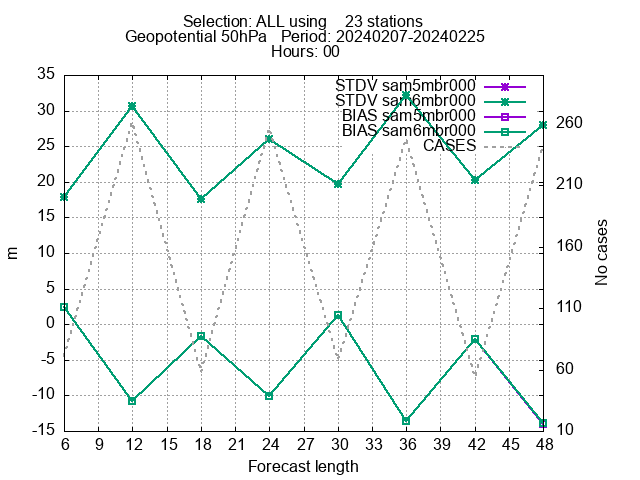 Selection: ALL using    23 stations
Geopotential 50hPa   Period: 20240207-20240225
Hours: 00
STDV sam5mbr000
STDV sam6mbr000
BIAS sam5mbr000
BIAS sam6mbr000
CASES
35
30
25
20
15
10
5
0
-5
-10
-15
m
260
210
160
110
60
10
No cases
6 9 12 15 18 21 24 27 30 33 36 39 42 45 48
Forecast length